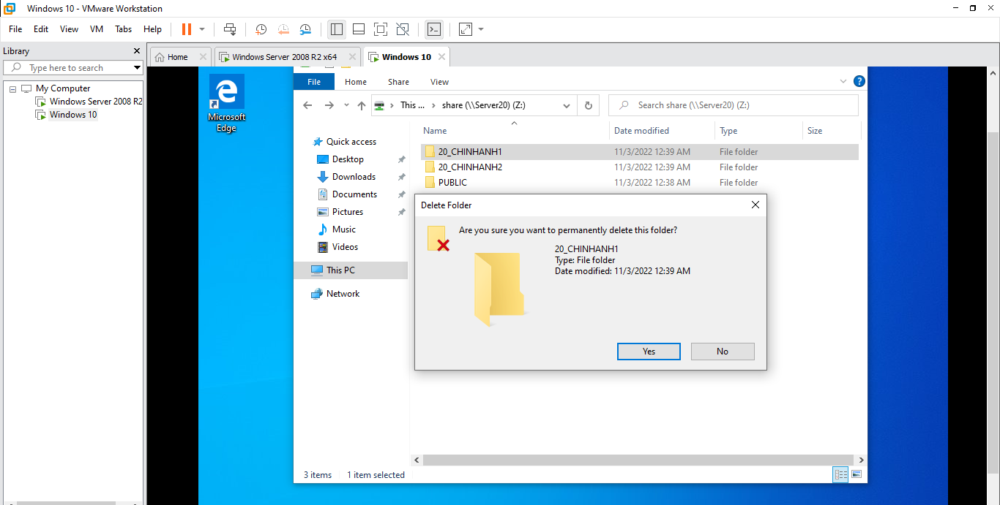 Windows 10 - VMware Workstation
File Edit View VM Tabs Help
Library
Type here to search
My Computer
Windows Server 2008 R2
Windows 10
Home
Windows Server 2008 R2 x64
Windows 10
Microsoft
Edge
File Home Share View
This ... share (\\Server20) (Z:)
Search share (\\Server20) (Z:)
Quick access
Desktop
Downloads
Documents
Pictures
Music
Videos
This PC
Network
Name Date modified Type Size
20_CHINHANH1 11/3/2022 12:39 AM File folder
20_CHINHANH2 11/3/2022 12:39 AM File folder
PUBLIC 11/3/2022 12:38 AM File folder
Delete Folder
Are you sure you want to permanently delete this folder?
20_CHINHANH1
Type: File folder
Date modified: 11/3/2022 12:39 AM
Yes No
3 items 1 item selected